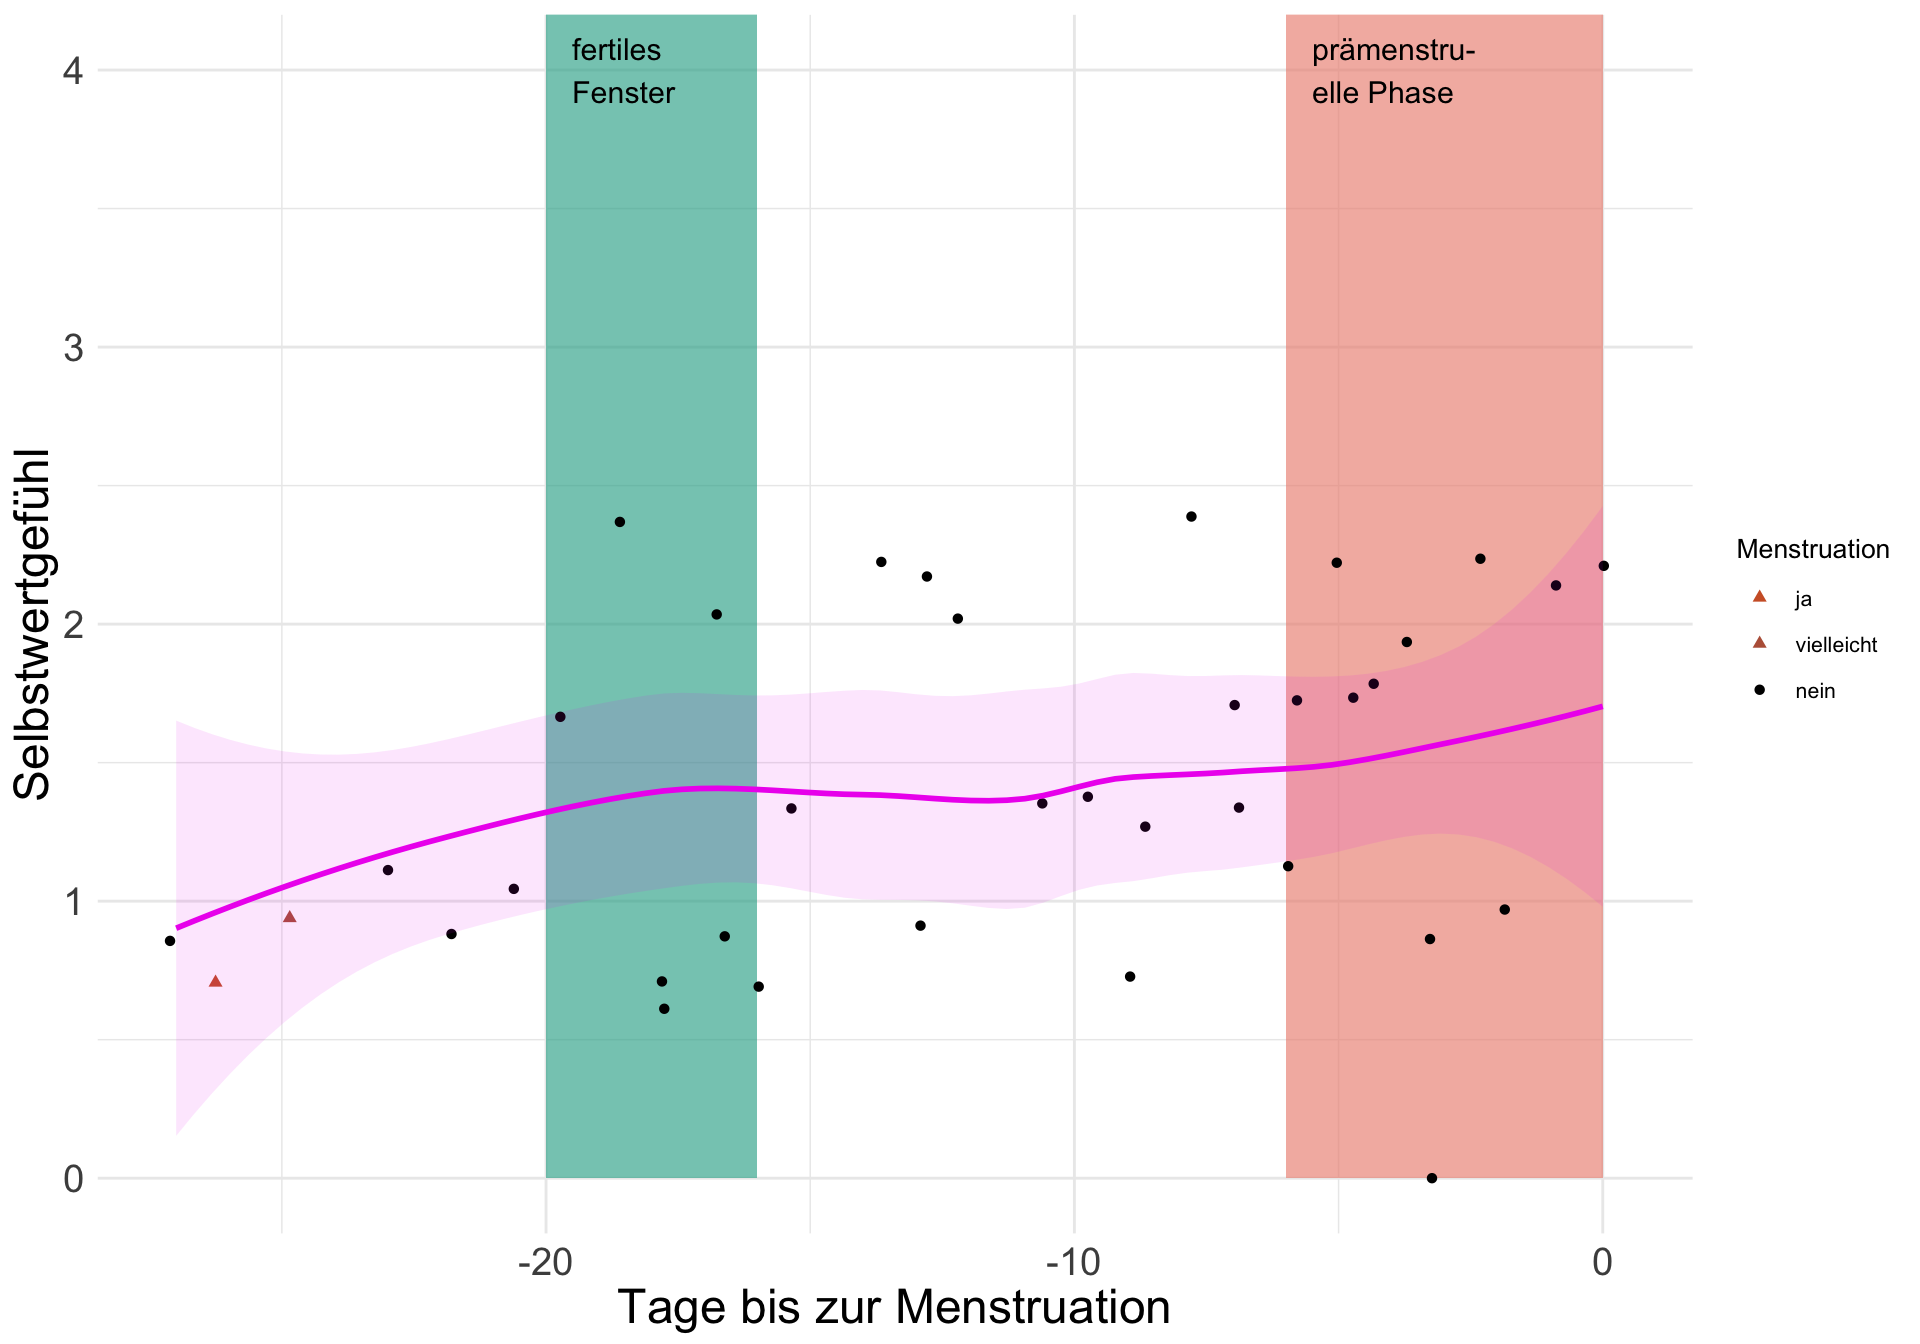 fertiles
Fenster
prämenstru-
elle Phase
4
3
2
1
0
Selbstwertgefühl
-20
-10
0
Tage bis zur Menstruation
Menstruation
ja
vielleicht
nein